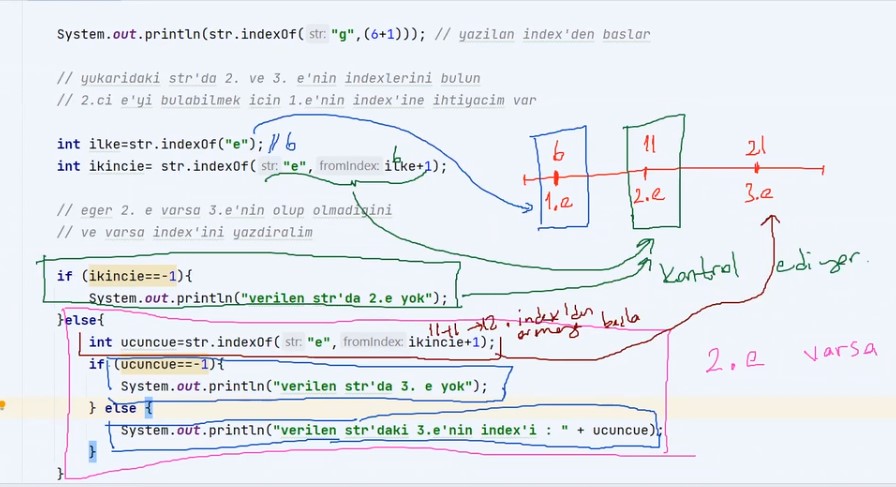 System.out.println(str.indexOf( str: "g",(6+1))); // yazilan index'den baslar
// yukaridaki str'da 2. ve 3. e'nin indexlerini bulun
// 2.ci e'yi bulabilmek icin 1.e'nin index'ine ihtiyacim var
int ilke=str.indexOf("e"); // 6
int ikincie= str.indexOf( str: "e", fromIndex: ilke+1);
6
6 11 21
1.e 2.e 3.e
// eger 2. e varsa 3.e'nin olup olmadigini
// ve varsa index'ini yazdiralim
if (ikincie==-1){
System.out.println("verilen str'da 2.e yok");
kontrol ediyor.
}else{
11+1 → 12. index'den
basla
int ucuncue=str.indexOf( str: "e", fromIndex: ikincie+1);
if (ucuncue==-1){
System.out.println("verilen str'da 3. e yok");
2.e varsa
} else {
System.out.println("verilen str'daki 3.e'nin index'i : " + ucuncue);
}
}